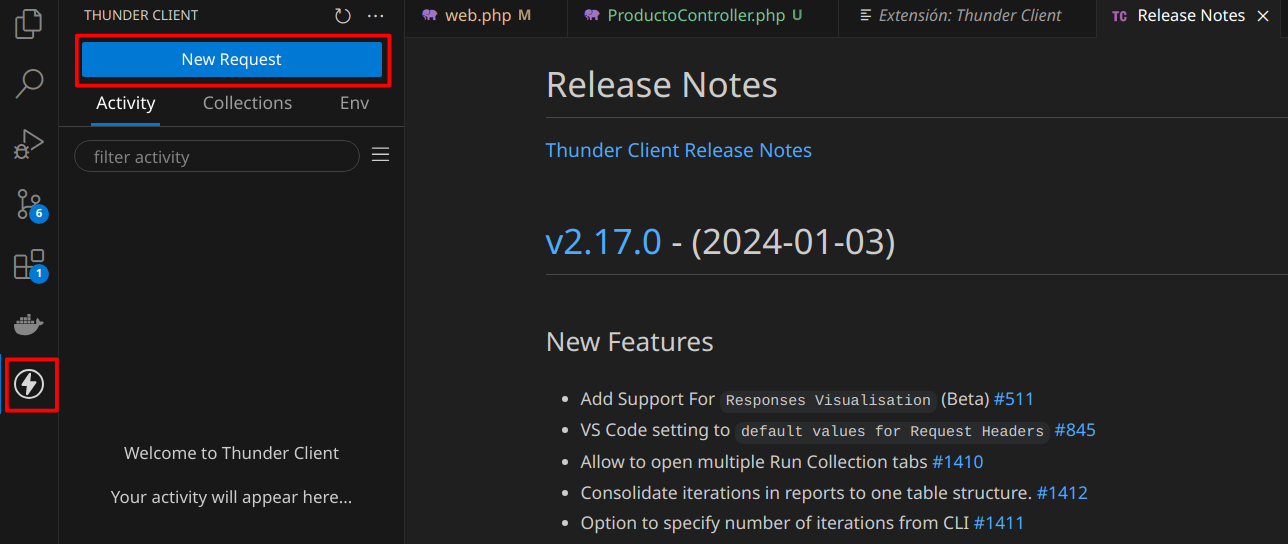 THUNDER CLIENT
New Request
Activity Collections Env
filter activity
6
1
Welcome to Thunder Client
Your activity will appear here...
web.php M
ProductoController.php U
Extensión: Thunder Client
TC Release Notes
Release Notes
Thunder Client Release Notes
v2.17.0 - (2024-01-03)
New Features
Add Support For Responses Visualisation (Beta) #511
VS Code setting to default values for Request Headers #845
Allow to open multiple Run Collection tabs #1410
Consolidate iterations in reports to one table structure. #1412
Option to specify number of iterations from CLI #1411